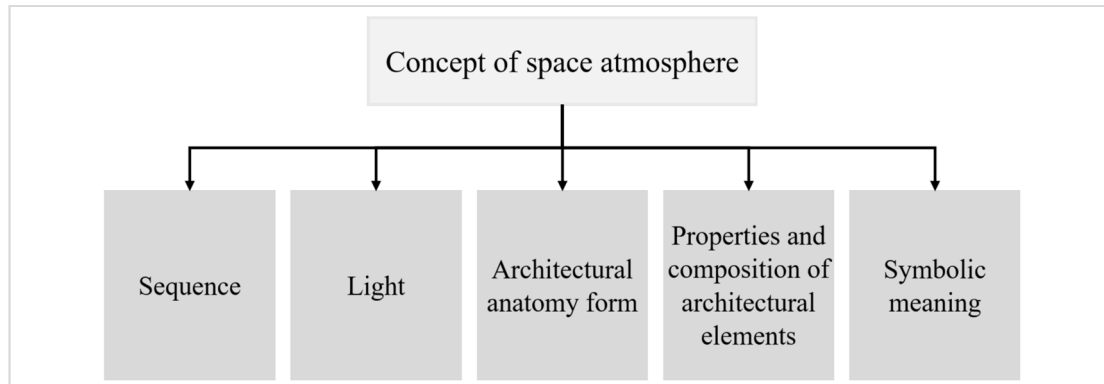 Concept of space atmosphere
Sequence
Light
Architectural
anatomy form
Properties and
composition of
architectural
elements
Symbolic
meaning